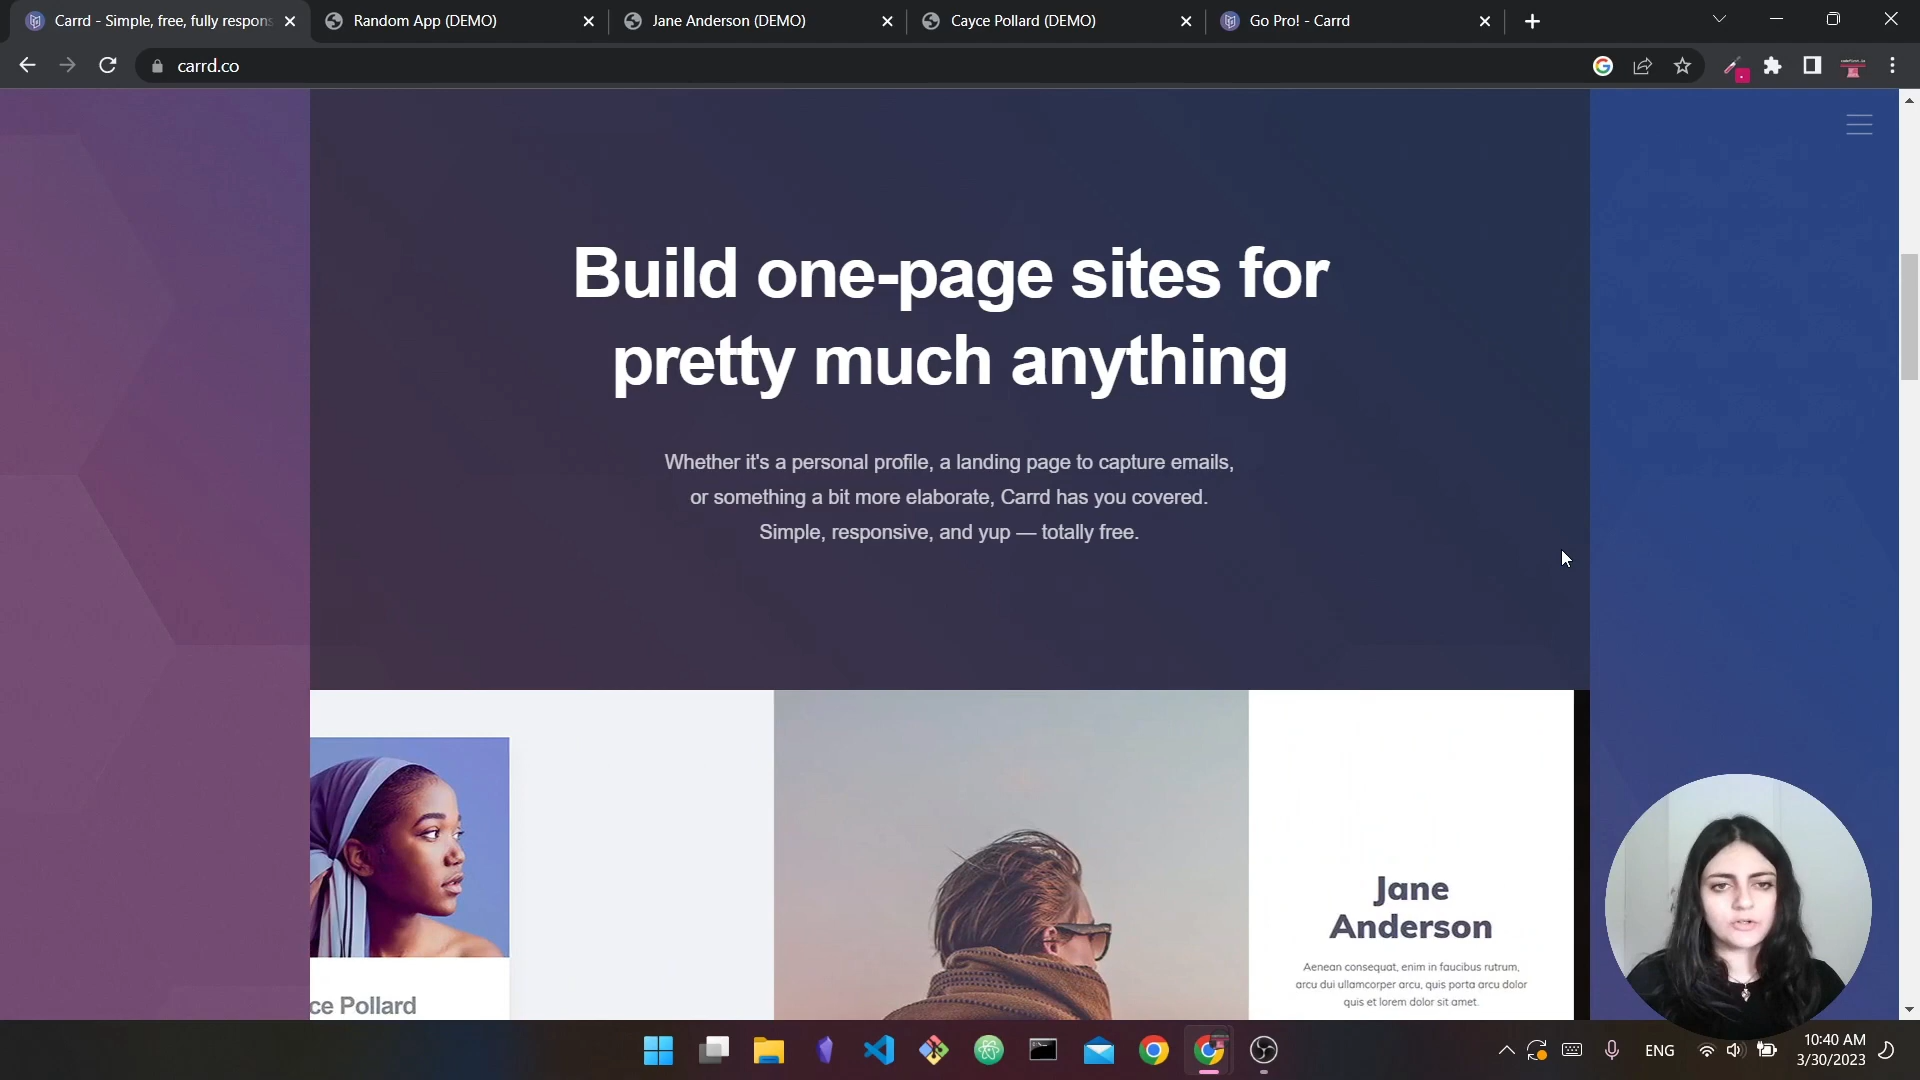 Carrd - Simple, free, fully respons
Random App (DEMO)
Jane Anderson (DEMO)
Cayce Pollard (DEMO)
Go Pro! - Carrd
carrd.co
Build one-page sites for
pretty much anything
Whether it's a personal profile, a landing page to capture emails,
or something a bit more elaborate, Carrd has you covered.
Simple, responsive, and yup — totally free.
Jane
Anderson
Aenean consequat, enim in faucibus rutrum,
arcu dui ullamcorper arcu, quis porta arcu dolor
quis et lorem dolor sit amet.
ce Pollard
ENG
10:40 AM
3/30/2023